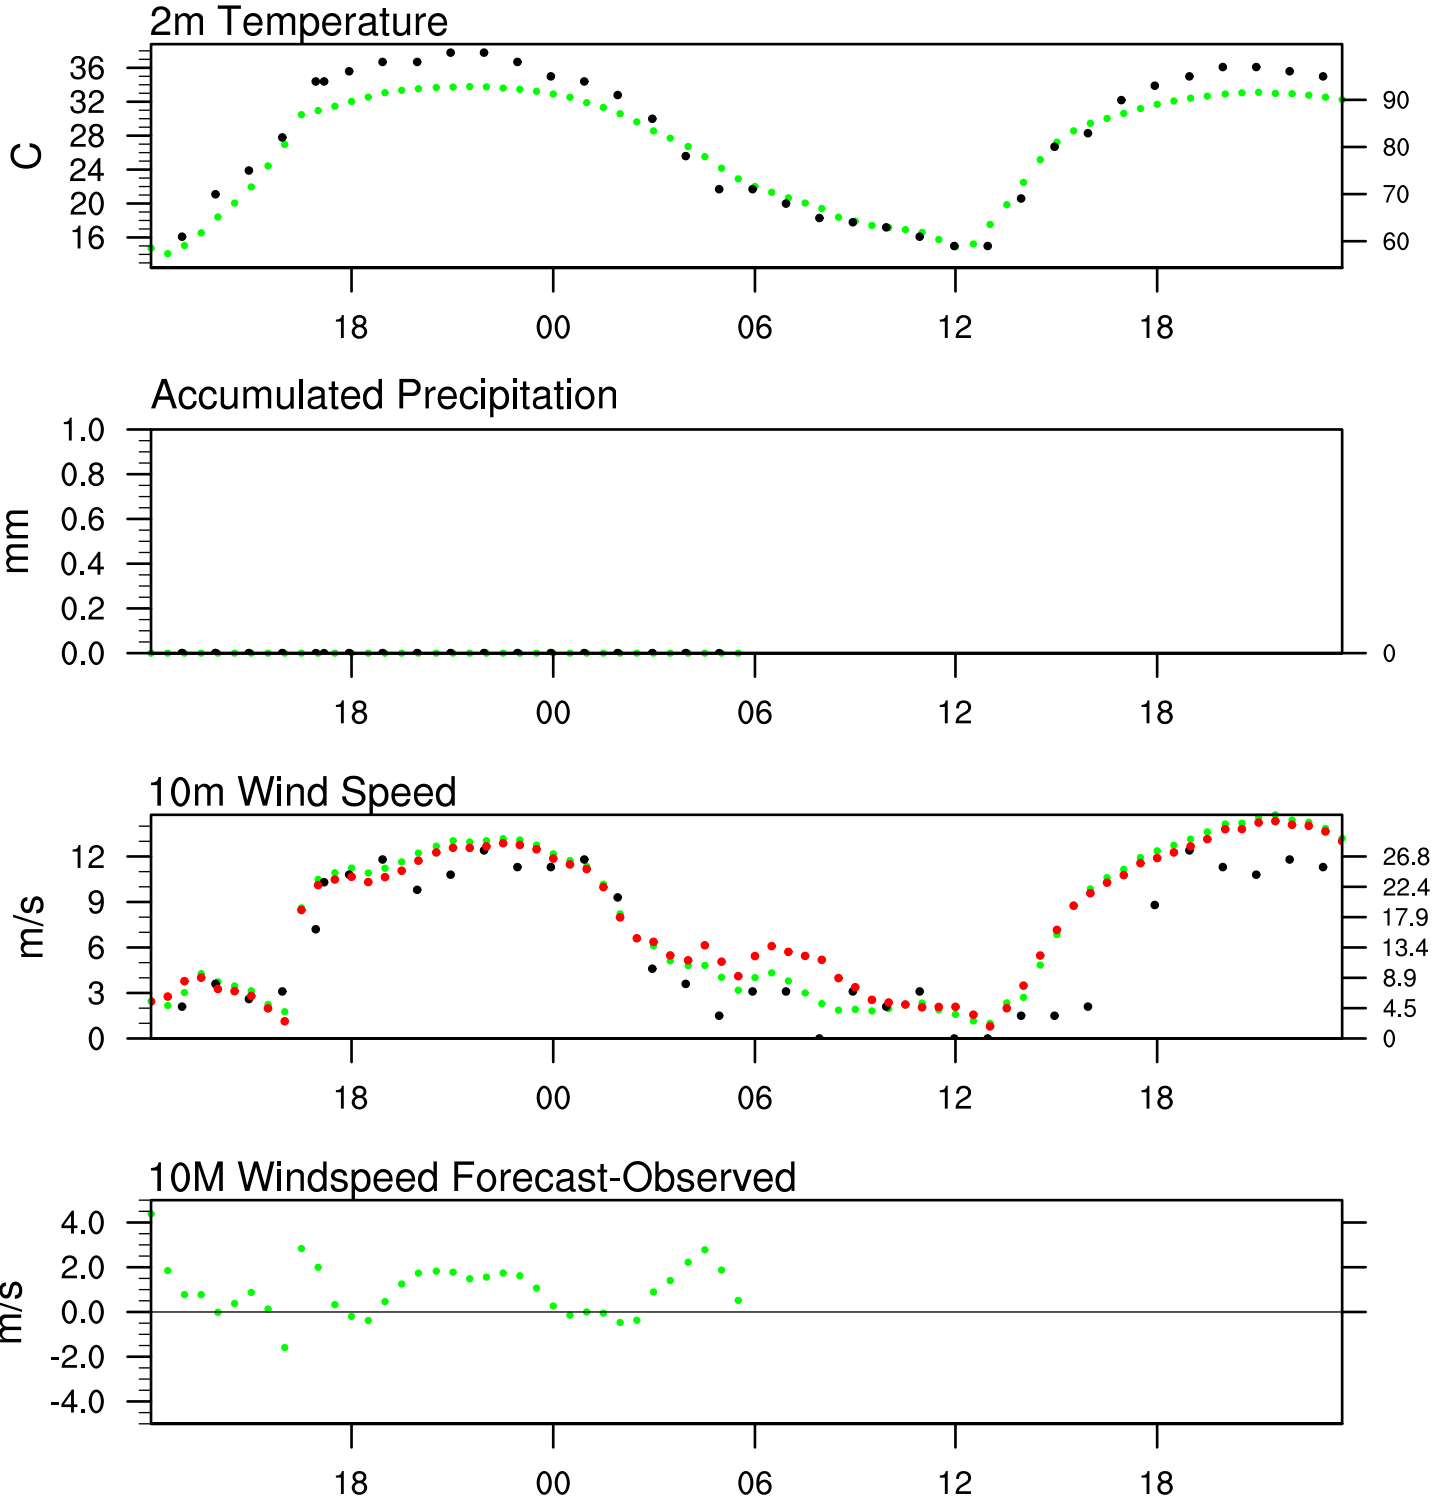 2m Temperature
C
36
32
28
24
20
16
90
80
70
60
18 00 06 12 18
Accumulated Precipitation
mm
1.0
0.8
0.6
0.4
0.2
0.0
0
18 00 06 12 18
10m Wind Speed
m/s
12
9
6
3
0
26.8
22.4
17.9
13.4
8.9
4.5
0
18 00 06 12 18
10M Windspeed Forecast-Observed
m/s
4.0
2.0
0.0
-2.0
-4.0
18 00 06 12 18